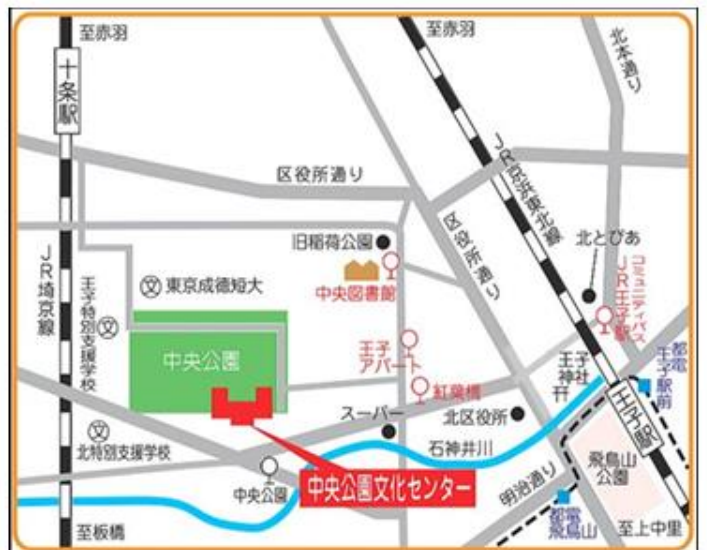 至赤羽
十条駅
至赤羽
北本通り
JR京浜東北線
区役所通り
区役所通り
旧稲荷公園
北とぴあ
JR埼京線
王子特別支援学校
文
東京成徳短大
中央図書館
コミュニティバス
JR王子駅
文
中央公園
王子
アパート
王子
神社
都電
王子駅前
紅葉橋
王子駅
スーパー
北区役所
文
北特別支援学校
石神井川
飛鳥山
公園
中央公園
中央公園文化センター
明治通り
都電
飛鳥山
至上中里
至板橋